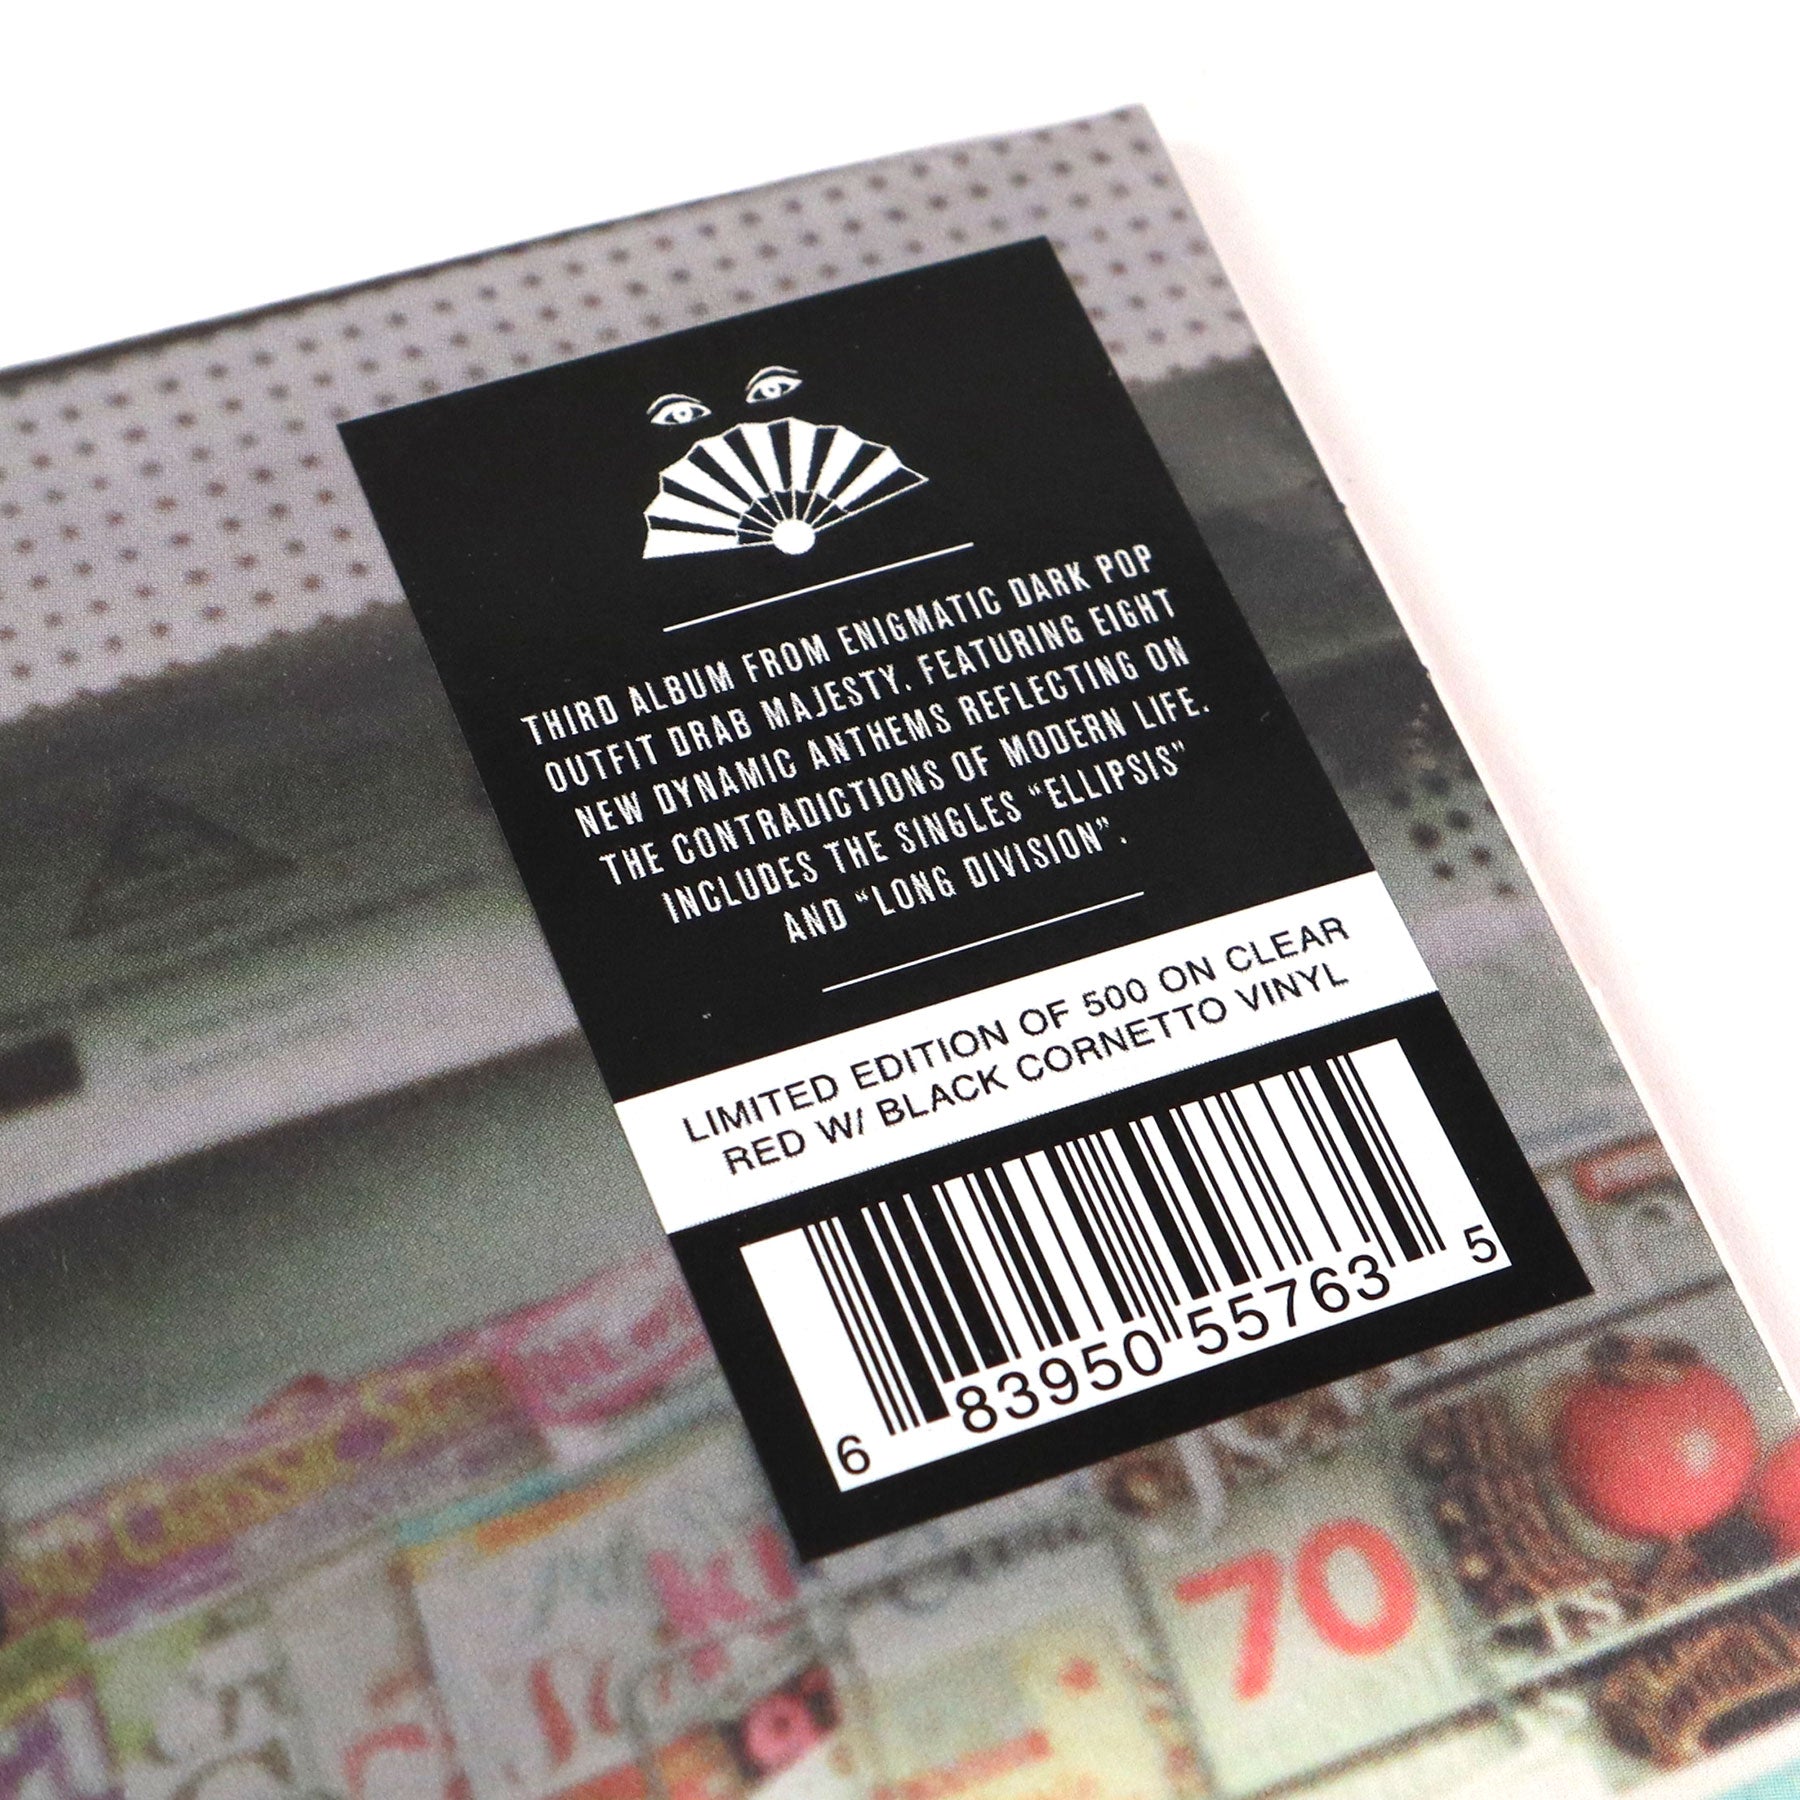 THIRD ALBUM FROM ENIGMATIC DARK POP
OUTFIT DRAB MAJESTY. FEATURING EIGHT
NEW DYNAMIC ANTHEMS REFLECTING ON
THE CONTRADICTIONS OF MODERN LIFE.
INCLUDES THE SINGLES “ELLIPSIS”
AND “LONG DIVISION”.
LIMITED EDITION OF 500 ON CLEAR
RED W/ BLACK CORNETTO VINYL
6 83950 55763 5
70